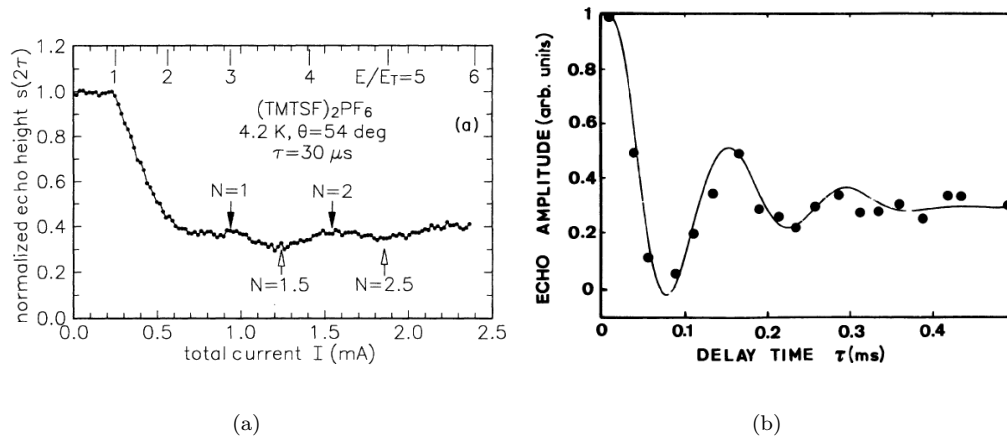 normalized echo height s(2τ)
1.2
1.0
0.8
0.6
0.4
0.2
0.0
1 2 3 4 E/E_T=5 6
(TMTSF)₂PF₆
4.2 K, θ=54 deg
τ=30 μs
(a)
N=1 N=2
N=1.5 N=2.5
0.0 0.5 1.0 1.5 2.0 2.5
total current I (mA)
(a)
b)
ECHO AMPLITUDE (arb. units)
1
0.8
0.6
0.4
0.2
0
0 0.1 0.2 0.3 0.4
DELAY TIME τ(ms)
(b)